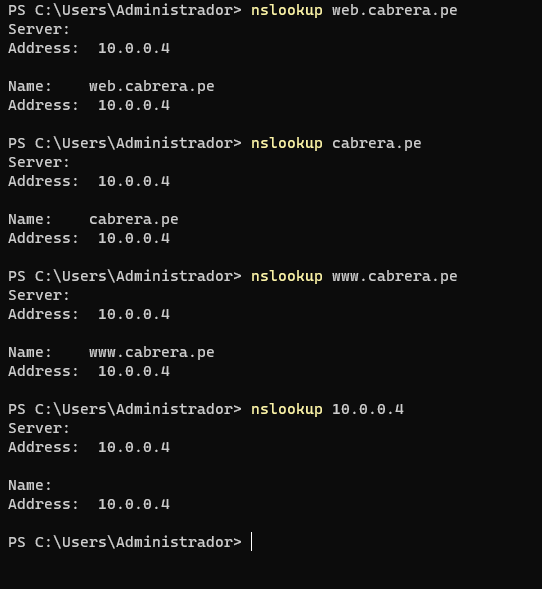 PS C:\Users\Administrador> nslookup web.cabrera.pe
Server:
Address:  10.0.0.4

Name:    web.cabrera.pe
Address:  10.0.0.4

PS C:\Users\Administrador> nslookup cabrera.pe
Server:
Address:  10.0.0.4

Name:    cabrera.pe
Address:  10.0.0.4

PS C:\Users\Administrador> nslookup www.cabrera.pe
Server:
Address:  10.0.0.4

Name:    www.cabrera.pe
Address:  10.0.0.4

PS C:\Users\Administrador> nslookup 10.0.0.4
Server:
Address:  10.0.0.4

Name:
Address:  10.0.0.4

PS C:\Users\Administrador>